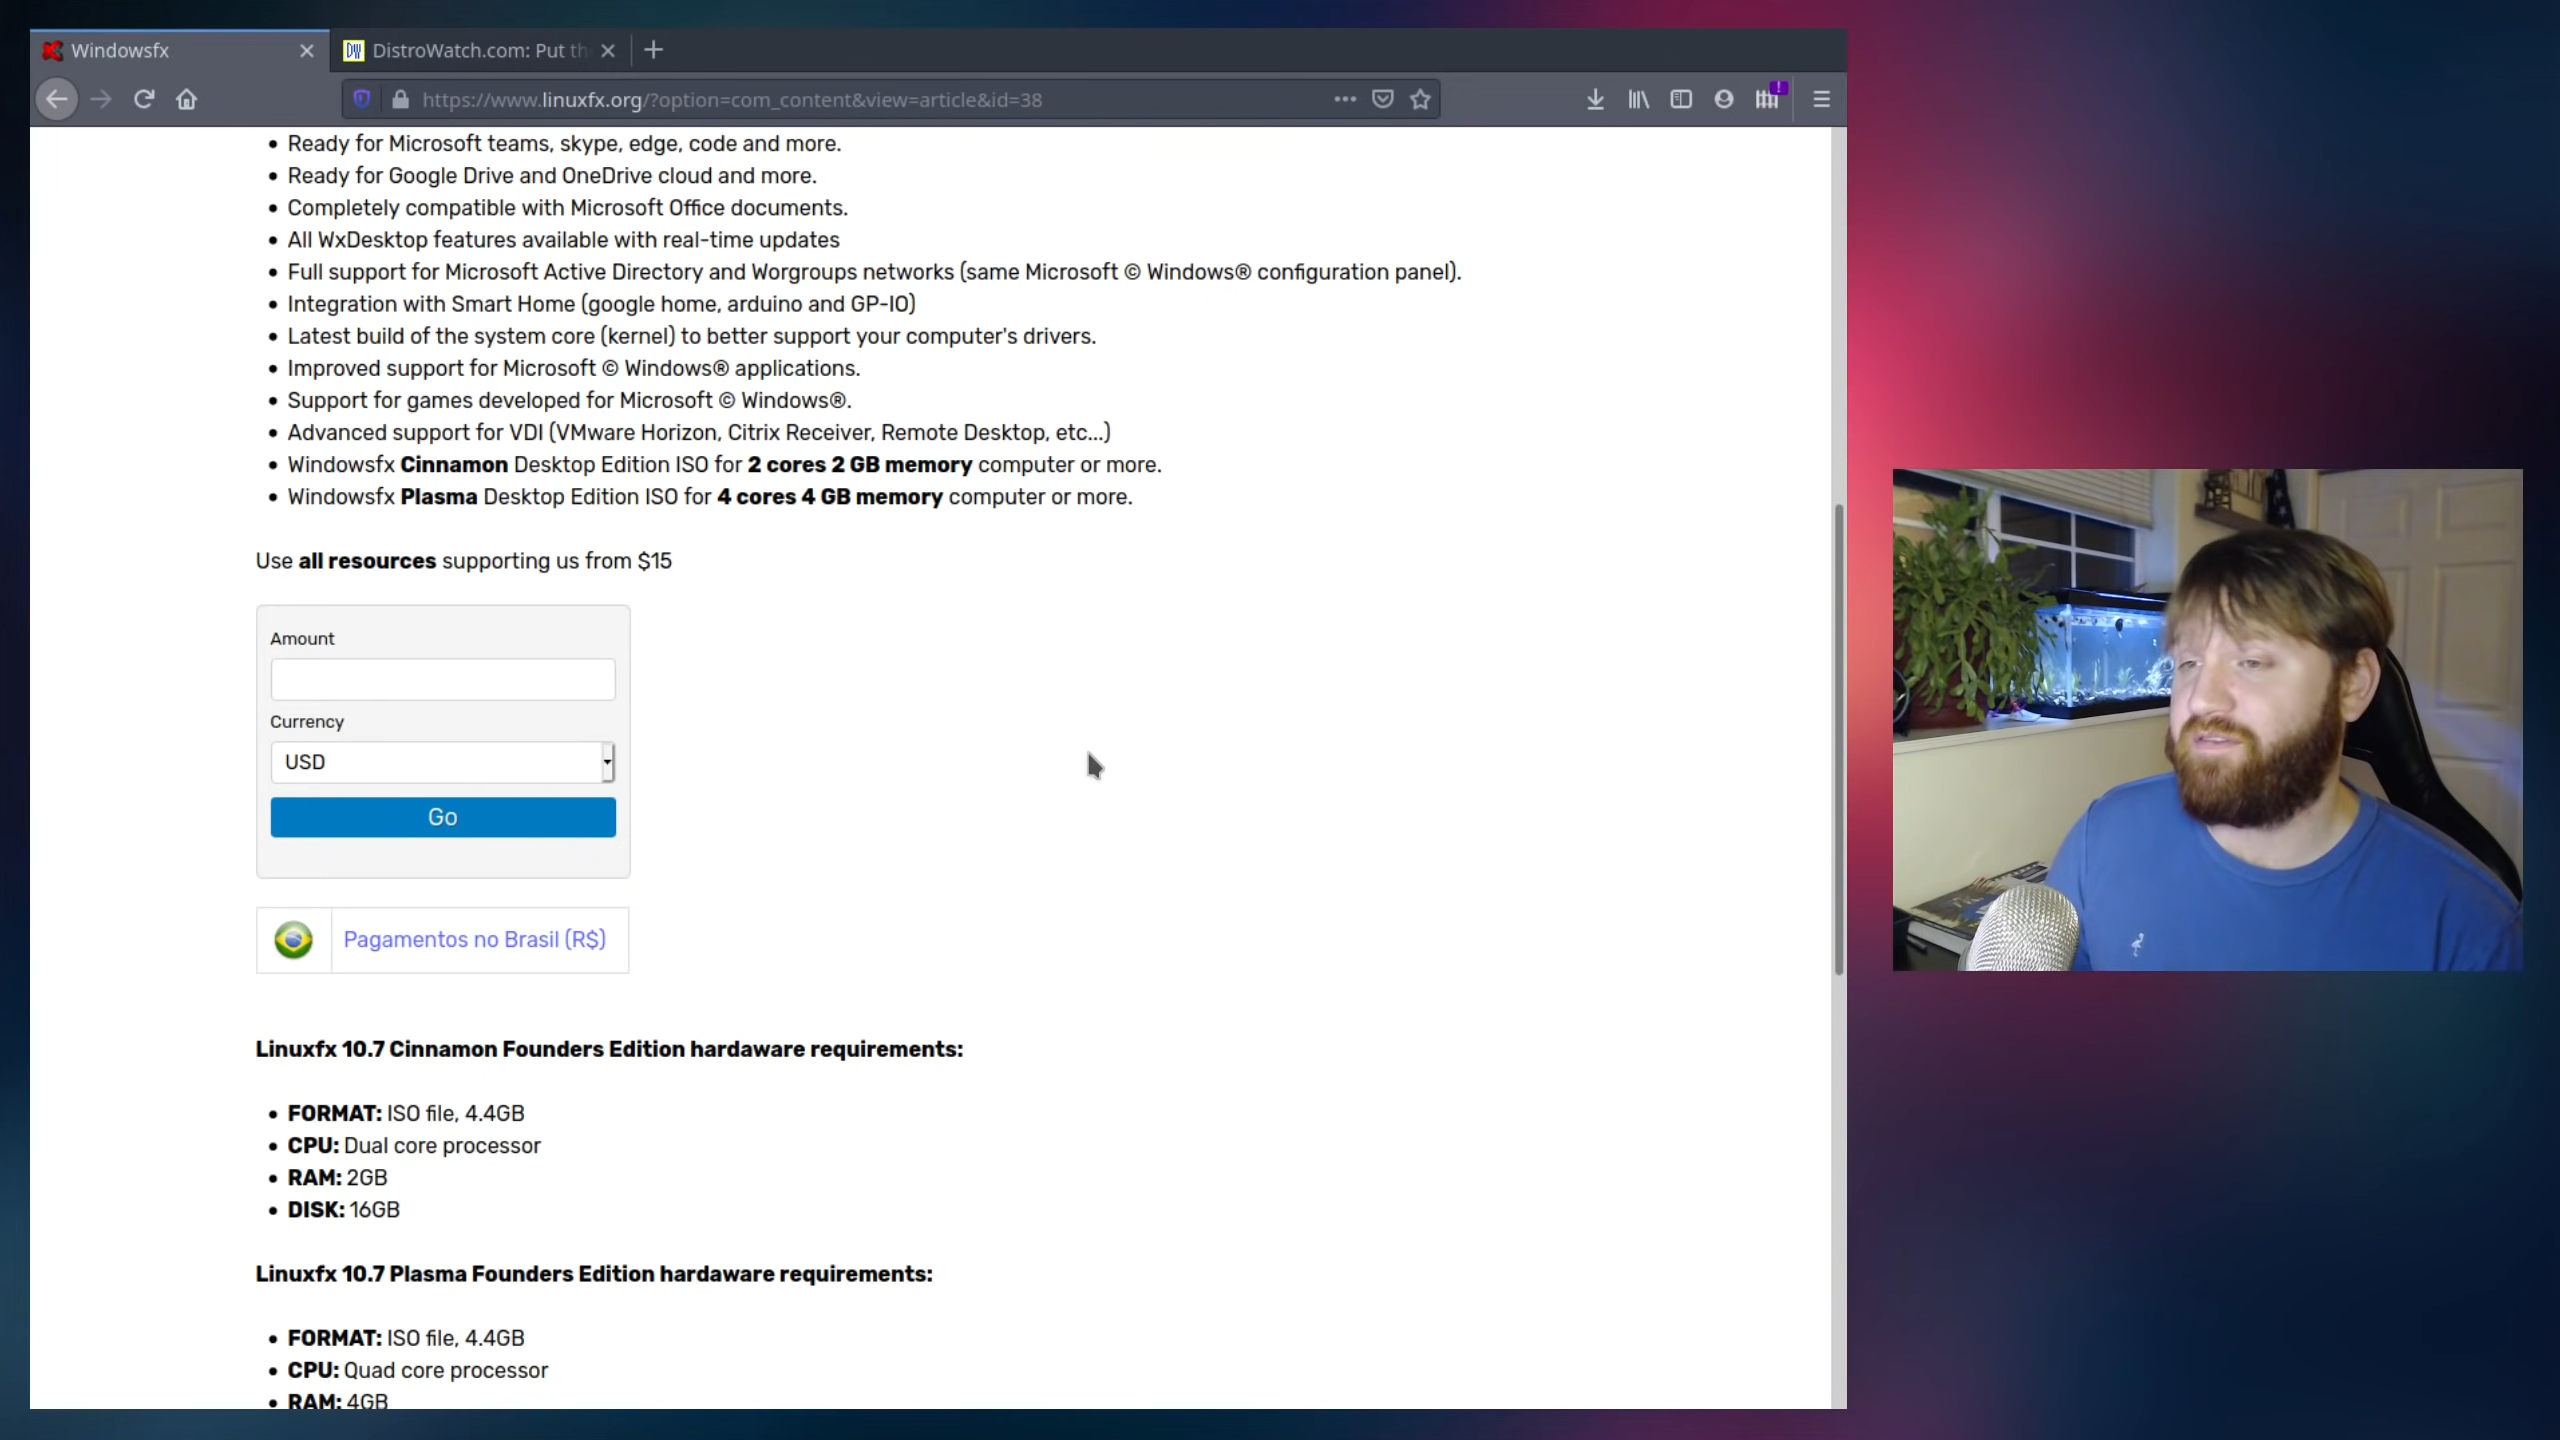 Windowsfx
DW DistroWatch.com: Put th
https://www.linuxfx.org/?option=com_content&view=article&id=38
Ready for Microsoft teams, skype, edge, code and more.
Ready for Google Drive and OneDrive cloud and more.
Completely compatible with Microsoft Office documents.
All WxDesktop features available with real-time updates
Full support for Microsoft Active Directory and Worgroups networks (same Microsoft © Windows® configuration panel).
Integration with Smart Home (google home, arduino and GP-IO)
Latest build of the system core (kernel) to better support your computer's drivers.
Improved support for Microsoft © Windows® applications.
Support for games developed for Microsoft © Windows®.
Advanced support for VDI (VMware Horizon, Citrix Receiver, Remote Desktop, etc...)
Windowsfx Cinnamon Desktop Edition ISO for 2 cores 2 GB memory computer or more.
Windowsfx Plasma Desktop Edition ISO for 4 cores 4 GB memory computer or more.
Use all resources supporting us from $15
Amount
Currency
USD
Go
Pagamentos no Brasil (R$)
Linuxfx 10.7 Cinnamon Founders Edition hardaware requirements:
FORMAT: ISO file, 4.4GB
CPU: Dual core processor
RAM: 2GB
DISK: 16GB
Linuxfx 10.7 Plasma Founders Edition hardaware requirements:
FORMAT: ISO file, 4.4GB
CPU: Quad core processor
RAM: 4GB